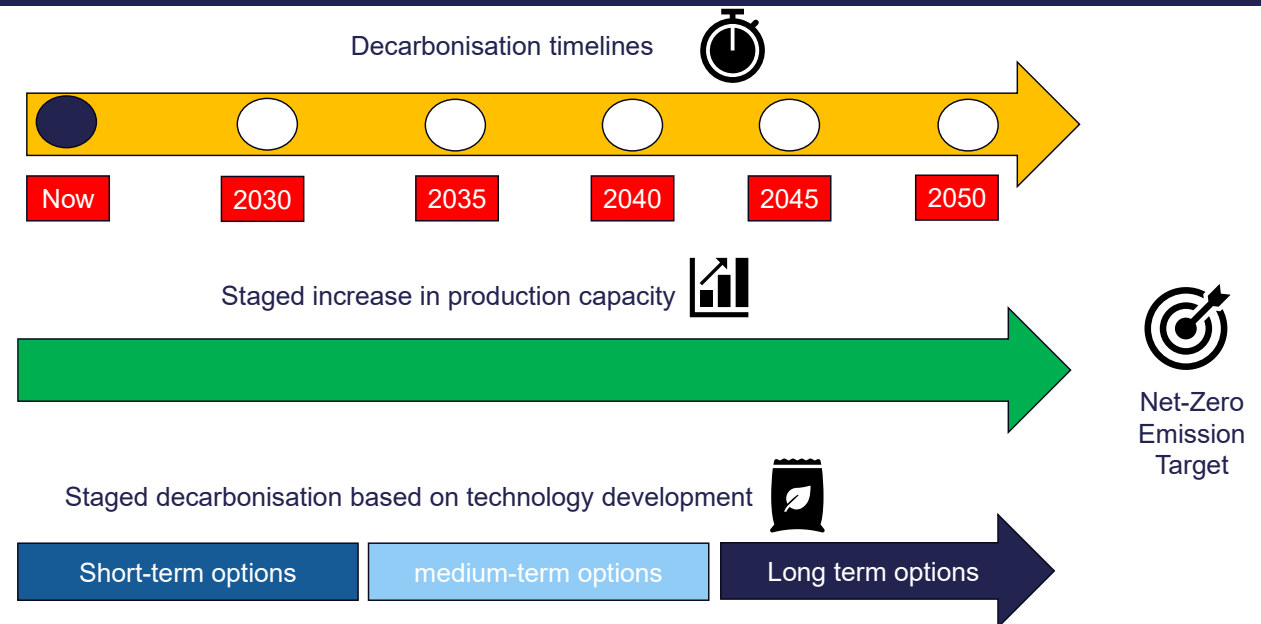 Decarbonisation timelines
Now
2030
2035
2040
2045
2050
Staged increase in production capacity
Net-Zero
Emission
Target
Staged decarbonisation based on technology development
Short-term options
medium-term options
Long term options